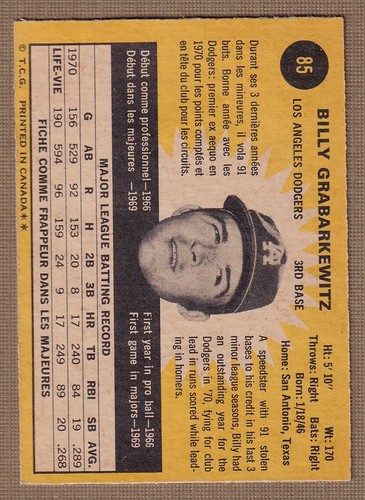 85
BILLY GRABARKEWITZ
LOS ANGELES DODGERS
3RD BASE
Ht: 5' 10" Wt: 170
Throws: Right Bats: Right
Born: 1/18/46
Home: San Antonio, Texas
Durant ses 3 dernières années
dans les mineures, il vola 91
buts. Bonne année avec les
Dodgers: premier ex aequo en
1970 pour les points comptés et
en tête du club pour les circuits.
A speedster with 91 stolen
bases to his credit in his last 3
minor league seasons, Billy had
an outstanding year for the
Dodgers in '70, tying for club
lead in runs scored while lead-
ing in homers.
Début comme professionnel—1966
Début dans les majeures —1969
First year in pro ball—1966
First game in majors—1969
MAJOR LEAGUE BATTING RECORD
G AB R H 2B 3B HR TB RBI SB AVG.
1970 156 529 92 153 20 8 17 240 84 19 .289
LIFE-VIE 190 594 96 159 24 9 17 249 89 20 .268
FICHE COMME FRAPPEUR DANS LES MAJEURES
© T.C.G. PRINTED IN CANADA**
LA